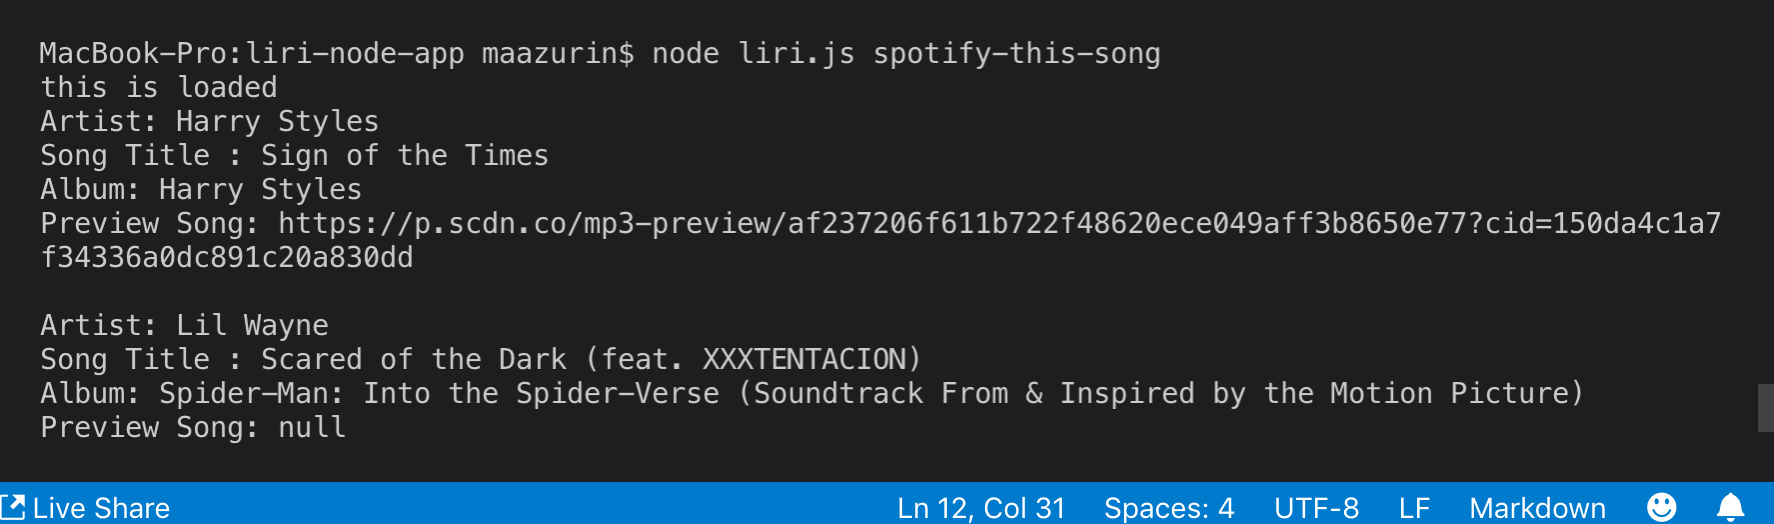 MacBook-Pro:liri-node-app maazurin$ node liri.js spotify-this-song
this is loaded
Artist: Harry Styles
Song Title : Sign of the Times
Album: Harry Styles
Preview Song: https://p.scdn.co/mp3-preview/af237206f611b722f48620ece049aff3b8650e77?cid=150da4c1a7
f34336a0dc891c20a830dd

Artist: Lil Wayne
Song Title : Scared of the Dark (feat. XXXTENTACION)
Album: Spider-Man: Into the Spider-Verse (Soundtrack From & Inspired by the Motion Picture)
Preview Song: null
Live Share Ln 12, Col 31 Spaces: 4 UTF-8 LF Markdown